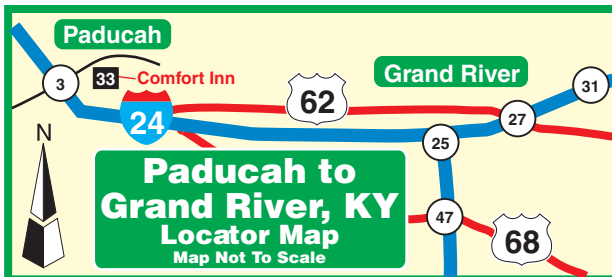 Paducah
33 Comfort Inn
Grand River
31
3
62
24
27
25
N
Paducah to
Grand River, KY
Locator Map
Map Not To Scale
47
68